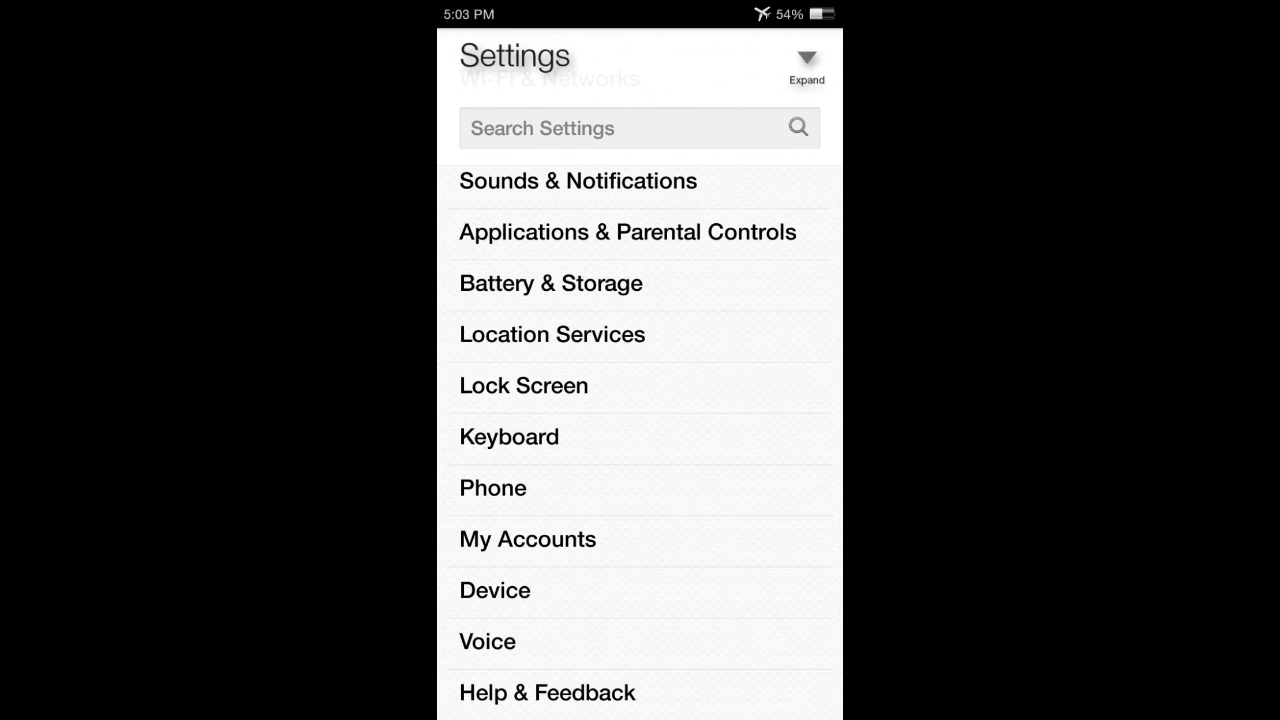 5:03 PM 54%
Settings
Wi-Fi & Networks
Expand
Search Settings
Sounds & Notifications
Applications & Parental Controls
Battery & Storage
Location Services
Lock Screen
Keyboard
Phone
My Accounts
Device
Voice
Help & Feedback